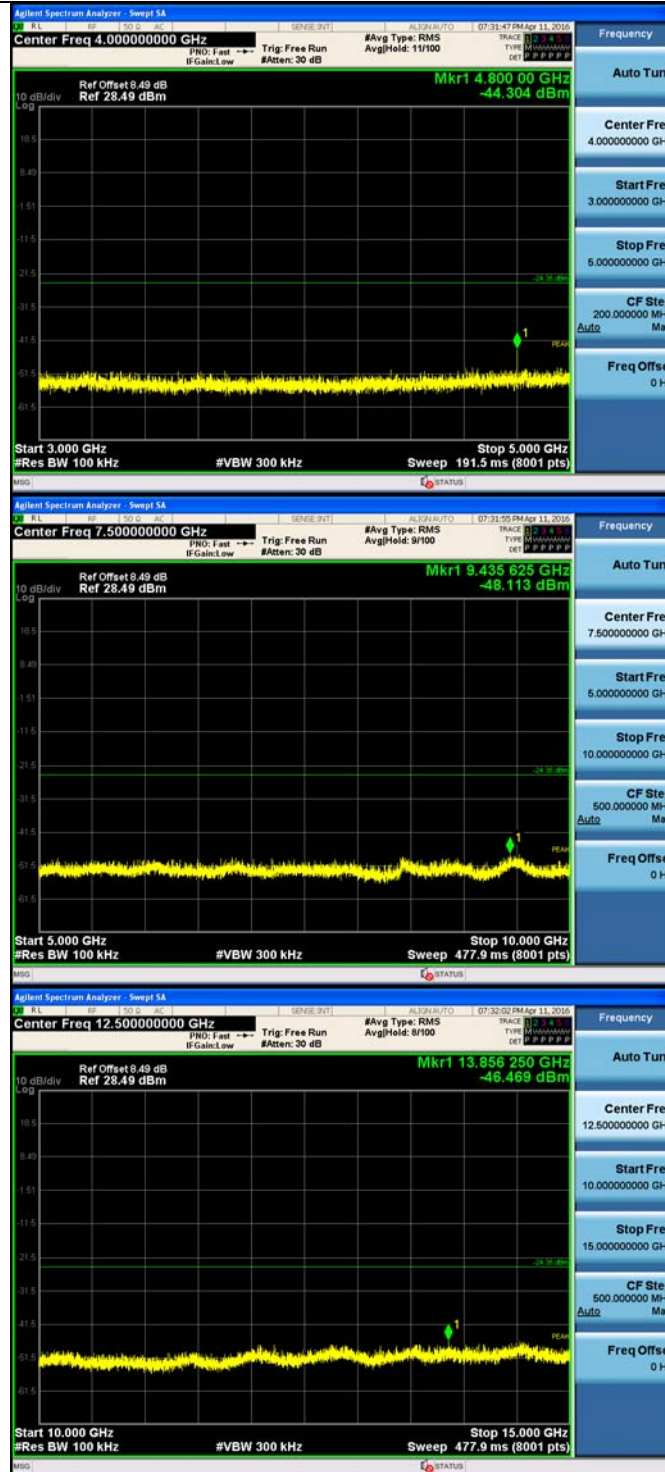 Agilent Spectrum Analyzer - Swept SA
RL RF 50 Ω AC SENSE:INT ALIGN AUTO 07:31:47 PM Apr 11, 2016
Center Freq 4.000000000 GHz
PNO: Fast Trig: Free Run #Avg Type: RMS TRACE 1 2 3 4 5
IFGain:Low #Atten: 30 dB Avg|Hold: 11/100 TYPE
DET P P P P P
Frequency
Auto Tun
Ref Offset 8.49 dB Mkr1 4.800 00 GHz
10 dB/div Ref 28.49 dBm -44.304 dBm
Log
18.5
8.49
-1.51
-11.5
-21.5
-24.36 dBm
-31.5
-41.5
1
PEAK
-51.5
-61.5
Center Fre
4.000000000 GH
Start Fre
3.000000000 GH
Stop Fre
5.000000000 GH
CF Ste
200.000000 MH
Auto Ma
Freq Offse
0 H
Start 3.000 GHz Stop 5.000 GHz
#Res BW 100 kHz #VBW 300 kHz Sweep 191.5 ms (8001 pts)
MSG STATUS
Agilent Spectrum Analyzer - Swept SA
RL RF 50 Ω AC SENSE:INT ALIGN AUTO 07:31:55 PM Apr 11, 2016
Center Freq 7.500000000 GHz
PNO: Fast Trig: Free Run #Avg Type: RMS TRACE 1 2 3 4 5
IFGain:Low #Atten: 30 dB Avg|Hold: 9/100 TYPE
DET P P P P P
Frequency
Auto Tun
Ref Offset 8.49 dB Mkr1 9.435 625 GHz
10 dB/div Ref 28.49 dBm -48.113 dBm
Log
18.5
8.49
-1.51
-11.5
-21.5
-24.36 dBm
-31.5
-41.5
1
PEAK
-51.5
-61.5
Center Fre
7.500000000 GH
Start Fre
5.000000000 GH
Stop Fre
10.000000000 GH
CF Ste
500.000000 MH
Auto Ma
Freq Offse
0 H
Start 5.000 GHz Stop 10.000 GHz
#Res BW 100 kHz #VBW 300 kHz Sweep 477.9 ms (8001 pts)
MSG STATUS
Agilent Spectrum Analyzer - Swept SA
RL RF 50 Ω AC SENSE:INT ALIGN AUTO 07:32:02 PM Apr 11, 2016
Center Freq 12.500000000 GHz
PNO: Fast Trig: Free Run #Avg Type: RMS TRACE 1 2 3 4 5
IFGain:Low #Atten: 30 dB Avg|Hold: 8/100 TYPE
DET P P P P P
Frequency
Auto Tun
Ref Offset 8.49 dB Mkr1 13.856 250 GHz
10 dB/div Ref 28.49 dBm -46.469 dBm
Log
18.5
8.49
-1.51
-11.5
-21.5
-24.36 dBm
-31.5
-41.5
1
PEAK
-51.5
-61.5
Center Fre
12.500000000 GH
Start Fre
10.000000000 GH
Stop Fre
15.000000000 GH
CF Ste
500.000000 MH
Auto Ma
Freq Offse
0 H
Start 10.000 GHz Stop 15.000 GHz
#Res BW 100 kHz #VBW 300 kHz Sweep 477.9 ms (8001 pts)
MSG STATUS